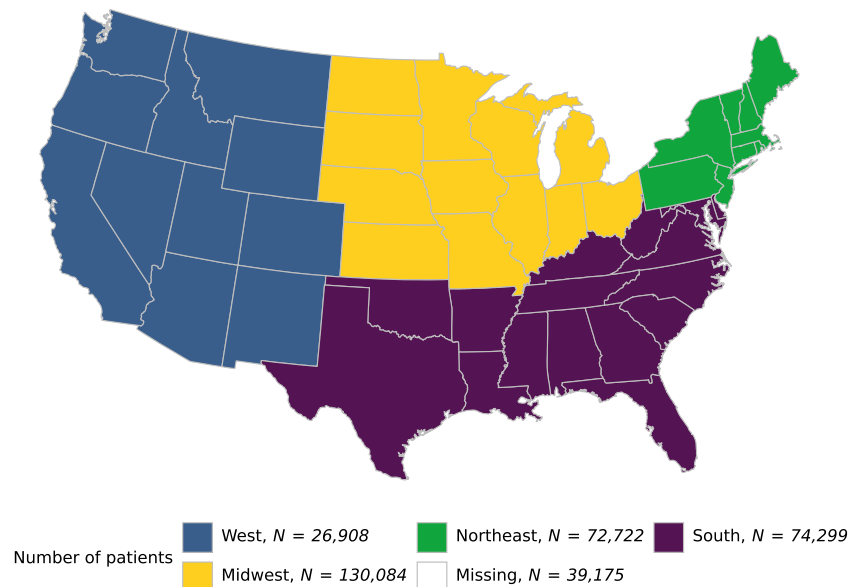 West, N = 26,908 Northeast, N = 72,722 South, N = 74,299
Number of patients
Midwest, N = 130,084 Missing, N = 39,175